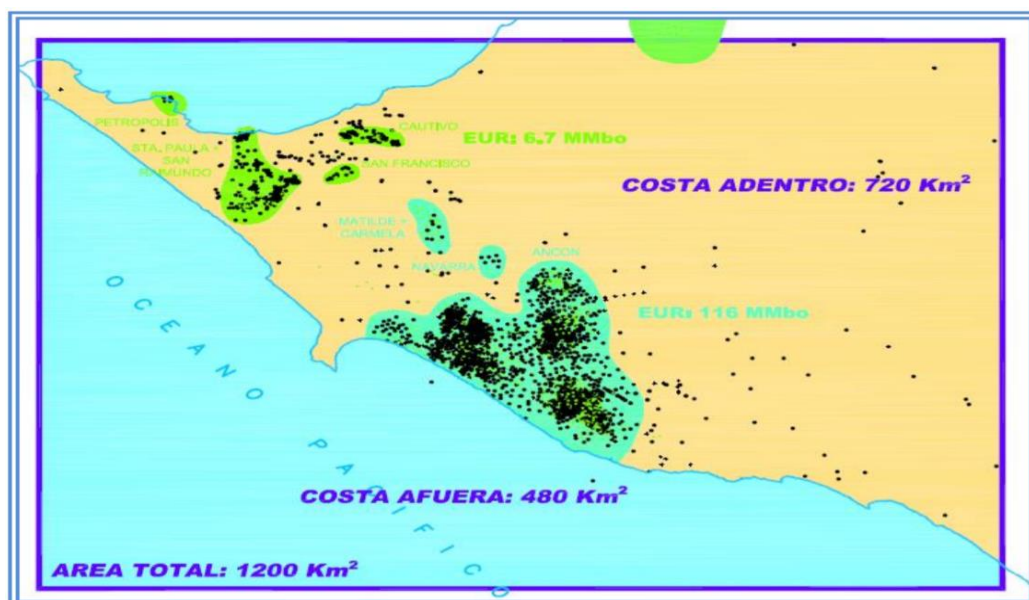 PETROPOLIS
CAUTIVO
EUR: 6.7 MMbo
STA. PAULA +
SAN
RAIMUNDO
SAN FRANCISCO
COSTA ADENTRO: 720 Km²
MATILDE +
CARMELA
NAVARRA
ANCON
EUR: 116 MMbo
OCEANO PACIFICO
COSTA AFUERA: 480 Km²
AREA TOTAL: 1200 Km²